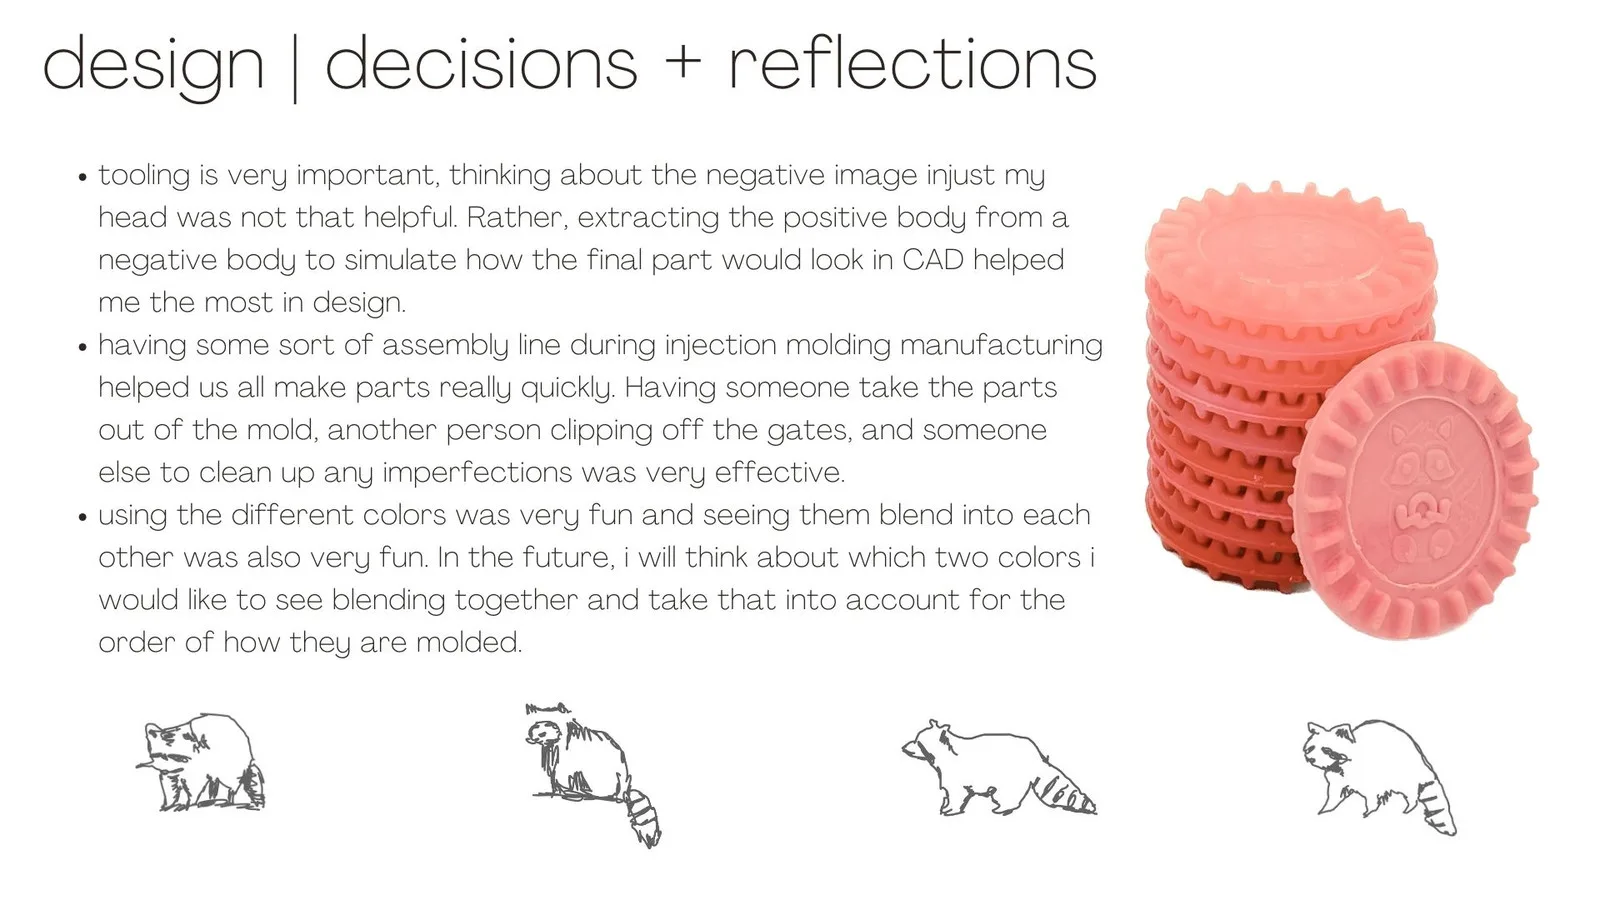 design | decisions + reflections
• tooling is very important, thinking about the negative image injust my
head was not that helpful. Rather, extracting the positive body from a
negative body to simulate how the final part would look in CAD helped
me the most in design.
• having some sort of assembly line during injection molding manufacturing
helped us all make parts really quickly. Having someone take the parts
out of the mold, another person clipping off the gates, and someone
else to clean up any imperfections was very effective.
• using the different colors was very fun and seeing them blend into each
other was also very fun. In the future, i will think about which two colors i
would like to see blending together and take that into account for the
order of how they are molded.